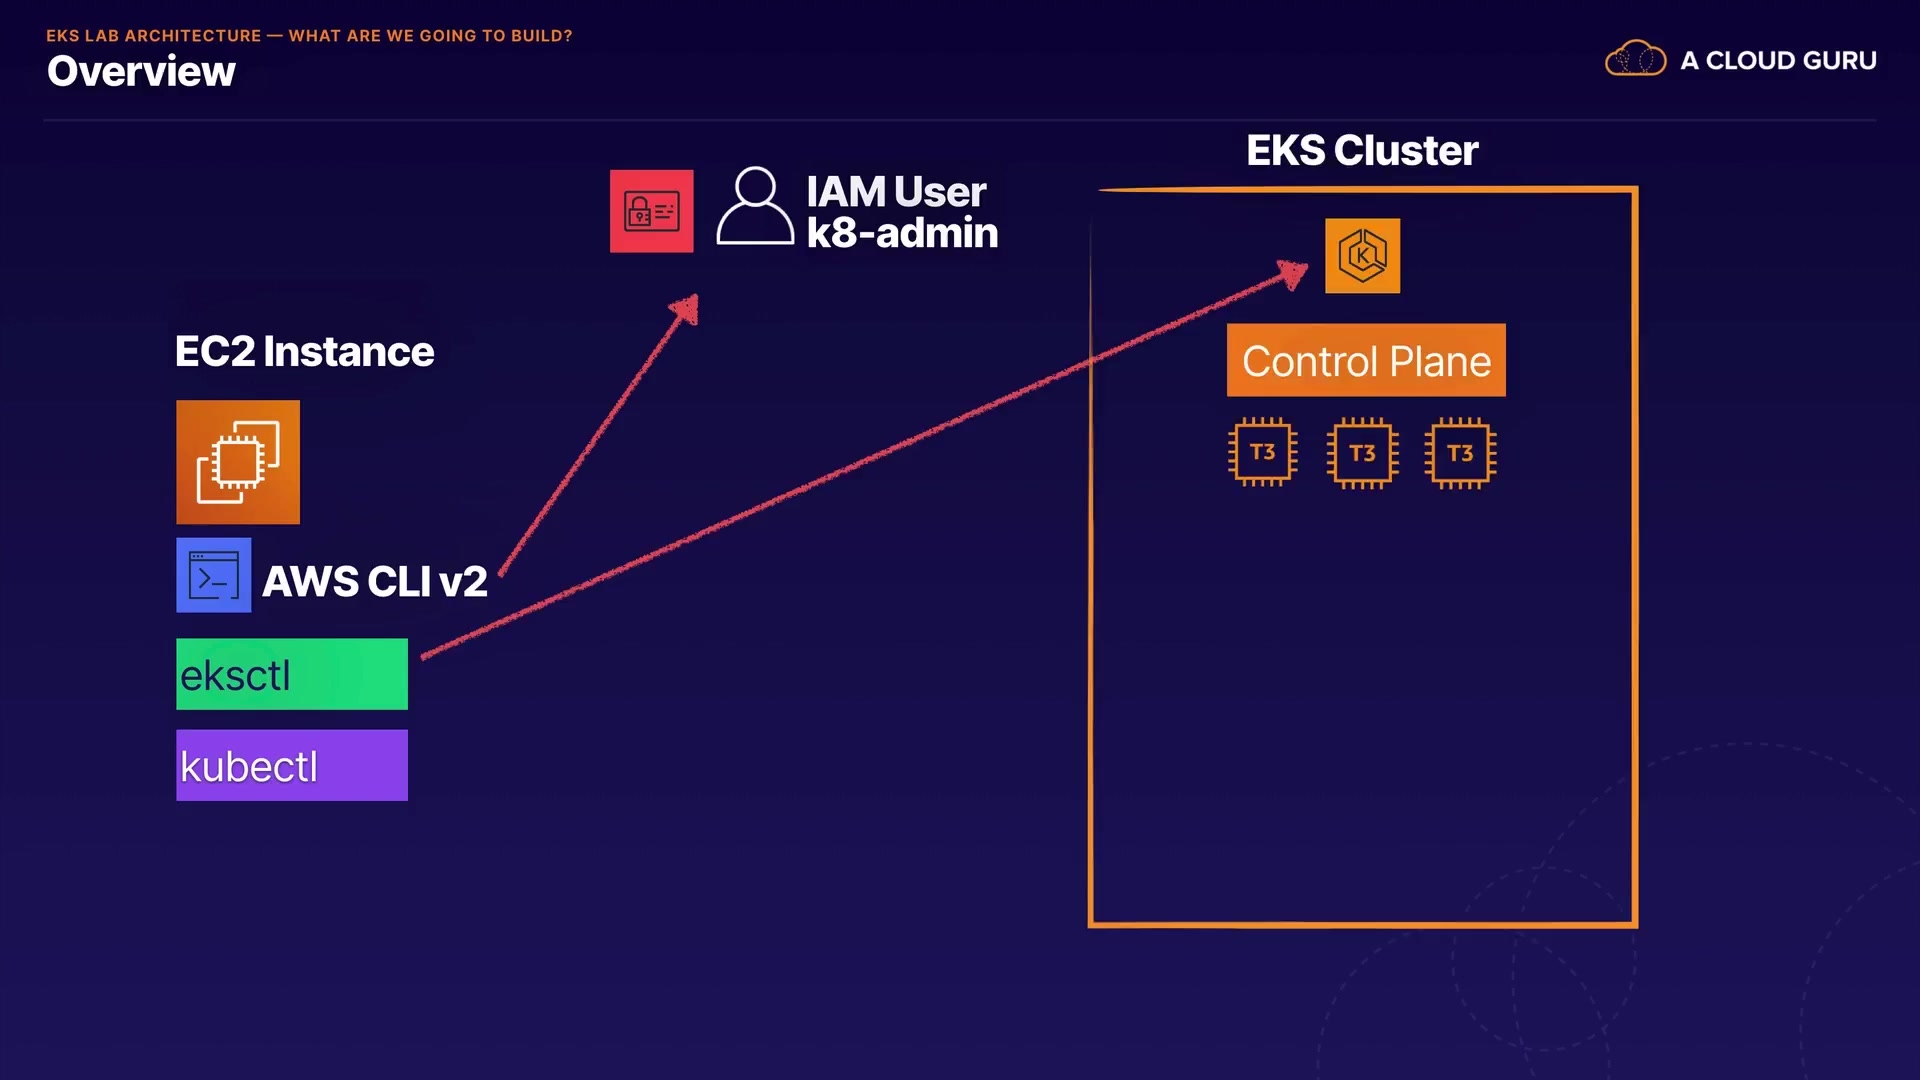 EKS LAB ARCHITECTURE — WHAT ARE WE GOING TO BUILD?
Overview
A CLOUD GURU
EKS Cluster
IAM User
k8-admin
K
EC2 Instance
Control Plane
T3 T3 T3
AWS CLI v2
eksctl
kubectl